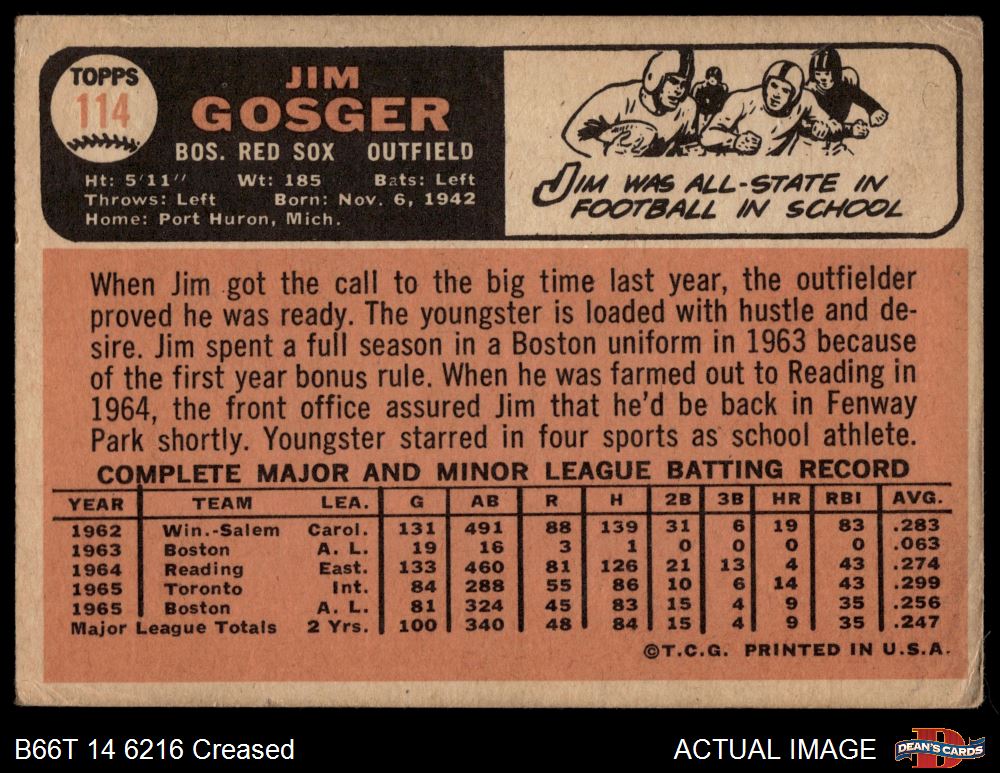 TOPPS
114
JIM
GOSGER
BOS. RED SOX OUTFIELD
Ht: 5'11" Wt: 185 Bats: Left
Throws: Left Born: Nov. 6, 1942
Home: Port Huron, Mich.
JIM WAS ALL-STATE IN
FOOTBALL IN SCHOOL
When Jim got the call to the big time last year, the outfielder
proved he was ready. The youngster is loaded with hustle and de-
sire. Jim spent a full season in a Boston uniform in 1963 because
of the first year bonus rule. When he was farmed out to Reading in
1964, the front office assured Jim that he'd be back in Fenway
Park shortly. Youngster starred in four sports as school athlete.
COMPLETE MAJOR AND MINOR LEAGUE BATTING RECORD
YEAR TEAM LEA. G AB R H 2B 3B HR RBI AVG.
1962 Win.-Salem Carol. 131 491 88 139 31 6 19 83 .283
1963 Boston A. L. 19 16 3 1 0 0 0 0 .063
1964 Reading East. 133 460 81 126 21 13 4 43 .274
1965 Toronto Int. 84 288 55 86 10 6 14 43 .299
1965 Boston A. L. 81 324 45 83 15 4 9 35 .256
Major League Totals 2 Yrs. 100 340 48 84 15 4 9 35 .247
©T.C.G. PRINTED IN U.S.A.
B66T 14 6216 Creased
ACTUAL IMAGE
DEAN'S CARDS